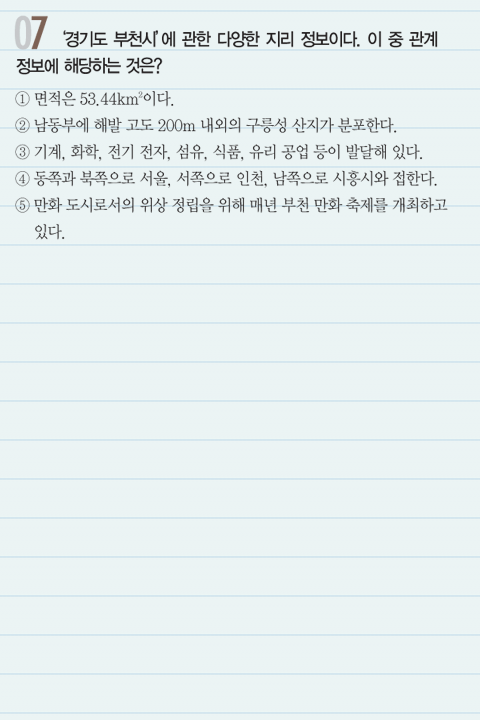 07 '경기도 부천시'에 관한 다양한 지리 정보이다. 이 중 관계
정보에 해당하는 것은?
① 면적은 53.44km²이다.
② 남동부에 해발 고도 200m 내외의 구릉성 산지가 분포한다.
③ 기계, 화학, 전기 전자, 섬유, 식품, 유리 공업 등이 발달해 있다.
④ 동쪽과 북쪽으로 서울, 서쪽으로 인천, 남쪽으로 시흥시와 접한다.
⑤ 만화 도시로서의 위상 정립을 위해 매년 부천 만화 축제를 개최하고
있다.